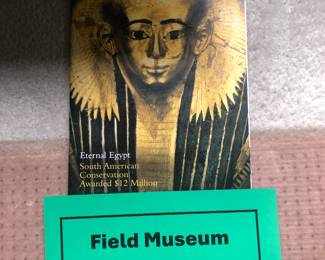 Eternal Egypt
South American
Conservation
Awarded $12 Million
Field Museum